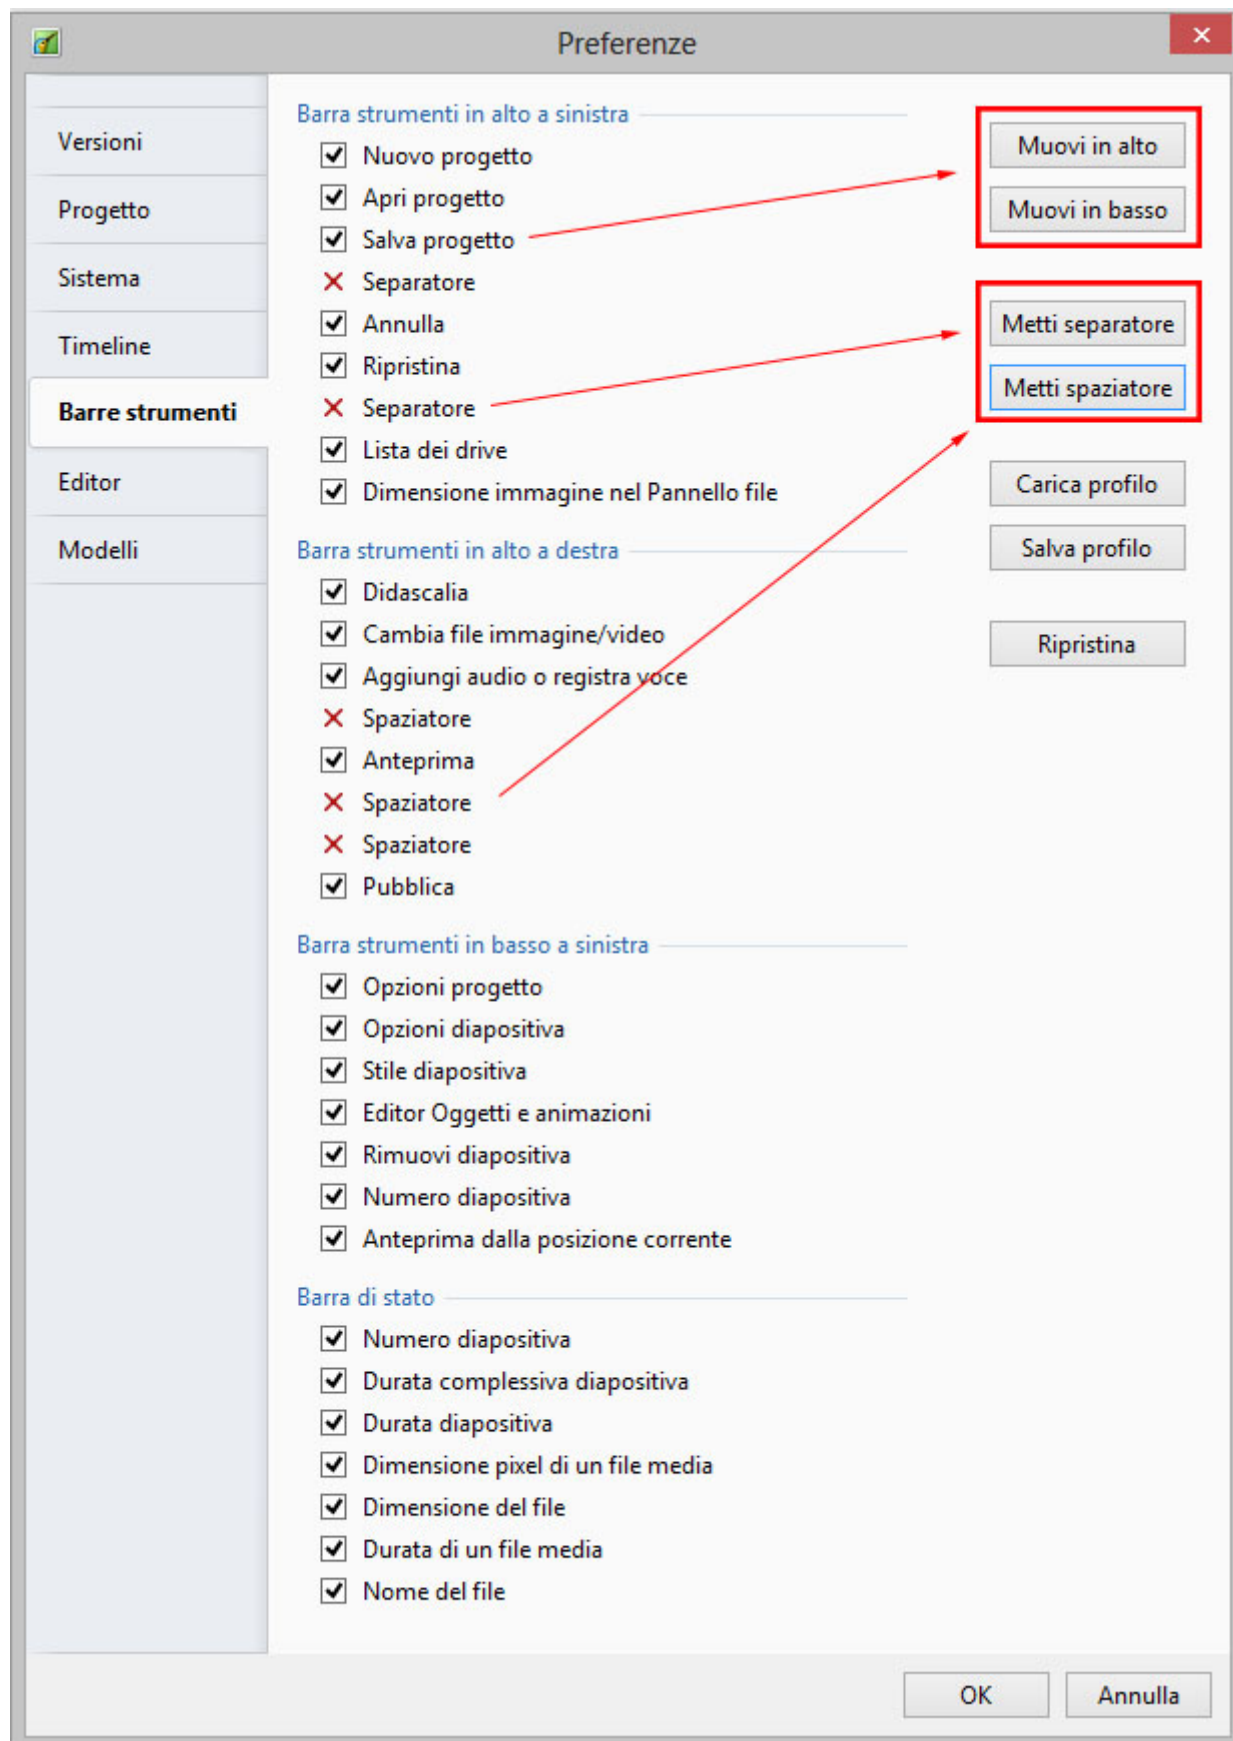 Preferenze
Versioni
Progetto
Sistema
Timeline
Barre strumenti
Editor
Modelli
Barra strumenti in alto a sinistra
Nuovo progetto
Apri progetto
Salva progetto
Separatore
Annulla
Ripristina
Separatore
Lista dei drive
Dimensione immagine nel Pannello file
Barra strumenti in alto a destra
Didascalia
Cambia file immagine/video
Aggiungi audio o registra voce
Spaziatore
Anteprima
Spaziatore
Spaziatore
Pubblica
Barra strumenti in basso a sinistra
Opzioni progetto
Opzioni diapositiva
Stile diapositiva
Editor Oggetti e animazioni
Rimuovi diapositiva
Numero diapositiva
Anteprima dalla posizione corrente
Barra di stato
Numero diapositiva
Durata complessiva diapositiva
Durata diapositiva
Dimensione pixel di un file media
Dimensione del file
Durata di un file media
Nome del file
Muovi in alto
Muovi in basso
Metti separatore
Metti spaziatore
Carica profilo
Salva profilo
Ripristina
OK
Annulla